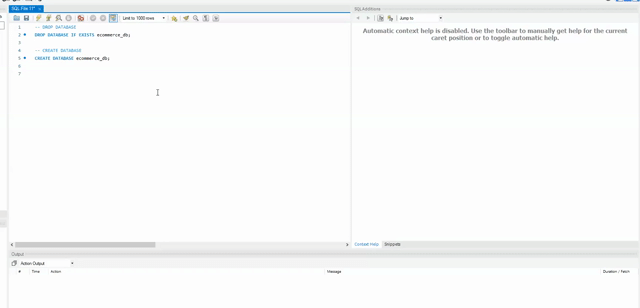 SQL File 11*
Limit to 1000 rows
1 -- DROP DATABASE
2 DROP DATABASE IF EXISTS ecommerce_db;
3
4 -- CREATE DATABASE
5 CREATE DATABASE ecommerce_db;
6
7
SQL Additions
Jump to
Automatic context help is disabled. Use the toolbar to manually get help for the current
caret position or to toggle automatic help.
Context Help Snippets
Output
Action Output
# Time Action Message Duration / Fetch